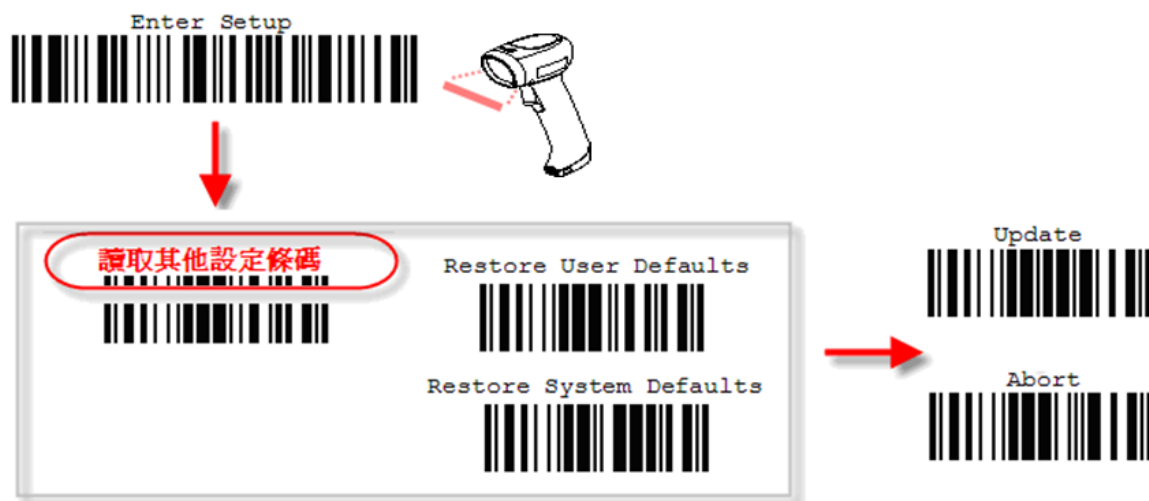 Enter Setup
讀取其他設定條碼
Restore User Defaults
Restore System Defaults
Update
Abort